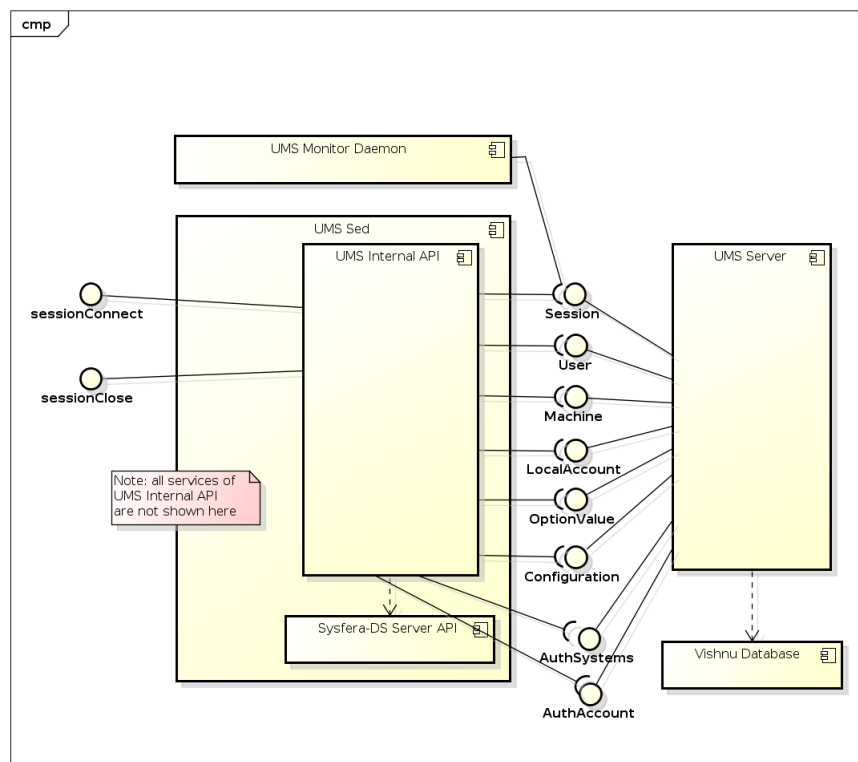 cmp
UMS Monitor Daemon
UMS Sed
UMS Internal API
UMS Server
sessionConnect
Session
User
sessionClose
Machine
LocalAccount
Note: all services of
UMS Internal API
are not shown here
OptionValue
Configuration
Sysfera-DS Server API
AuthSystems
Vishnu Database
AuthAccount